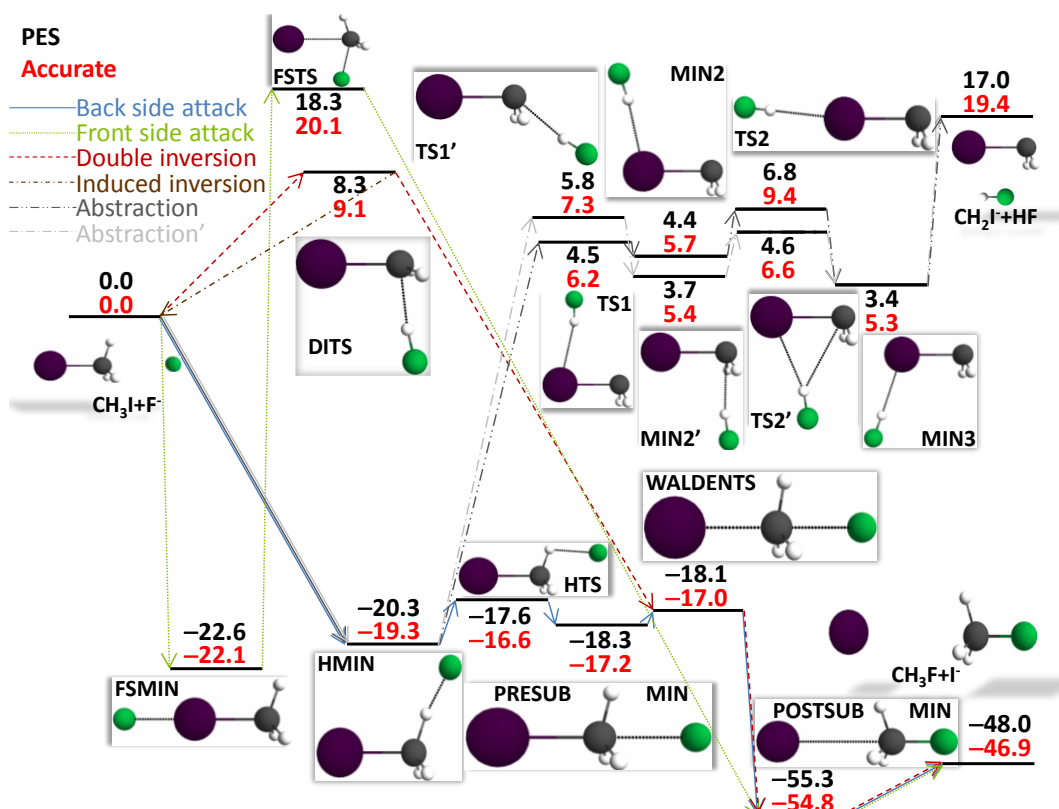 PES
Accurate
Back side attack
Front side attack
Double inversion
Induced inversion
Abstraction
Abstraction’
FSTS
18.3
20.1
8.3
9.1
DITS
0.0
0.0
CH₃I+F⁻
−22.6
−22.1
FSMIN
TS1’
5.8
7.3
MIN2
4.4
5.7
TS2
6.8
9.4
17.0
19.4
CH₂I⁻+HF
4.5
6.2
TS1
3.7
5.4
MIN2’
4.6
6.6
TS2’
3.4
5.3
MIN3
WALDENTS
−18.1
−17.0
HTS
−17.6
−16.6
−20.3
−19.3
HMIN
−18.3
−17.2
PRESUB MIN
CH₃F+I⁻
POSTSUB MIN
−48.0
−46.9
−55.3
−54.8